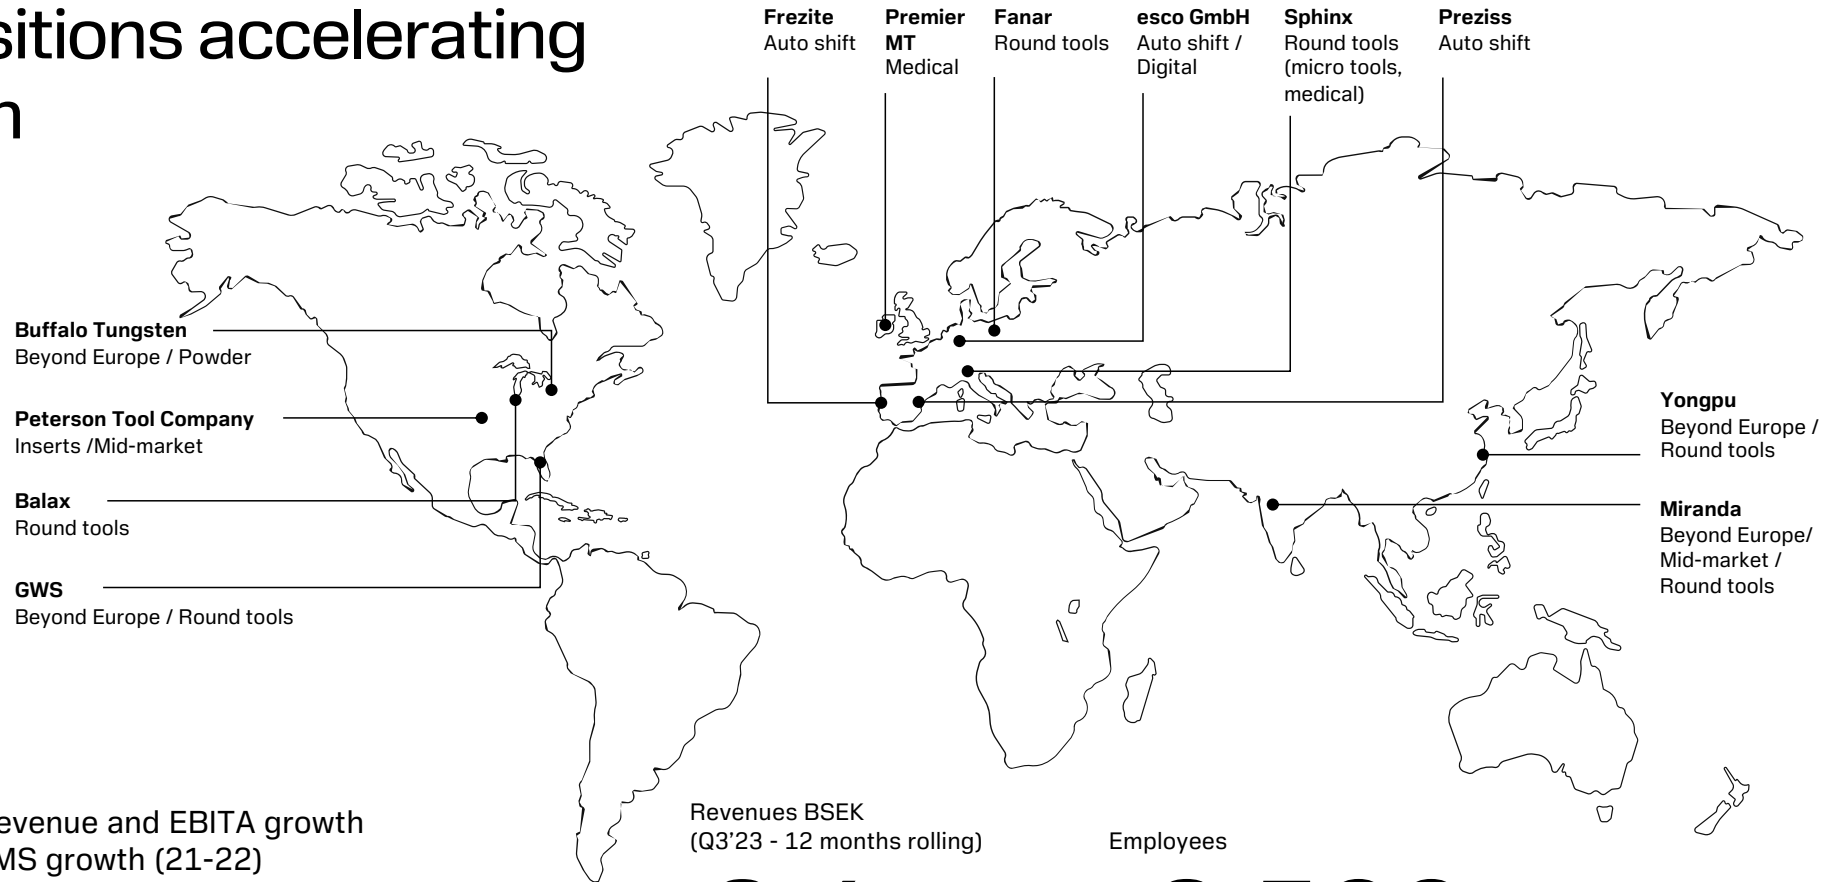 sitions accelerating
n
Frezite
Auto shift
Premier
MT
Medical
Fanar
Round tools
esco GmbH
Auto shift /
Digital
Sphinx
Round tools
(micro tools,
medical)
Preziss
Auto shift
Buffalo Tungsten
Beyond Europe / Powder
Peterson Tool Company
Inserts /Mid-market
Balax
Round tools
GWS
Beyond Europe / Round tools
Yongpu
Beyond Europe /
Round tools
Miranda
Beyond Europe/
Mid-market /
Round tools
evenue and EBITA growth
MS growth (21-22)
Revenues BSEK
(Q3’23 - 12 months rolling)
Employees